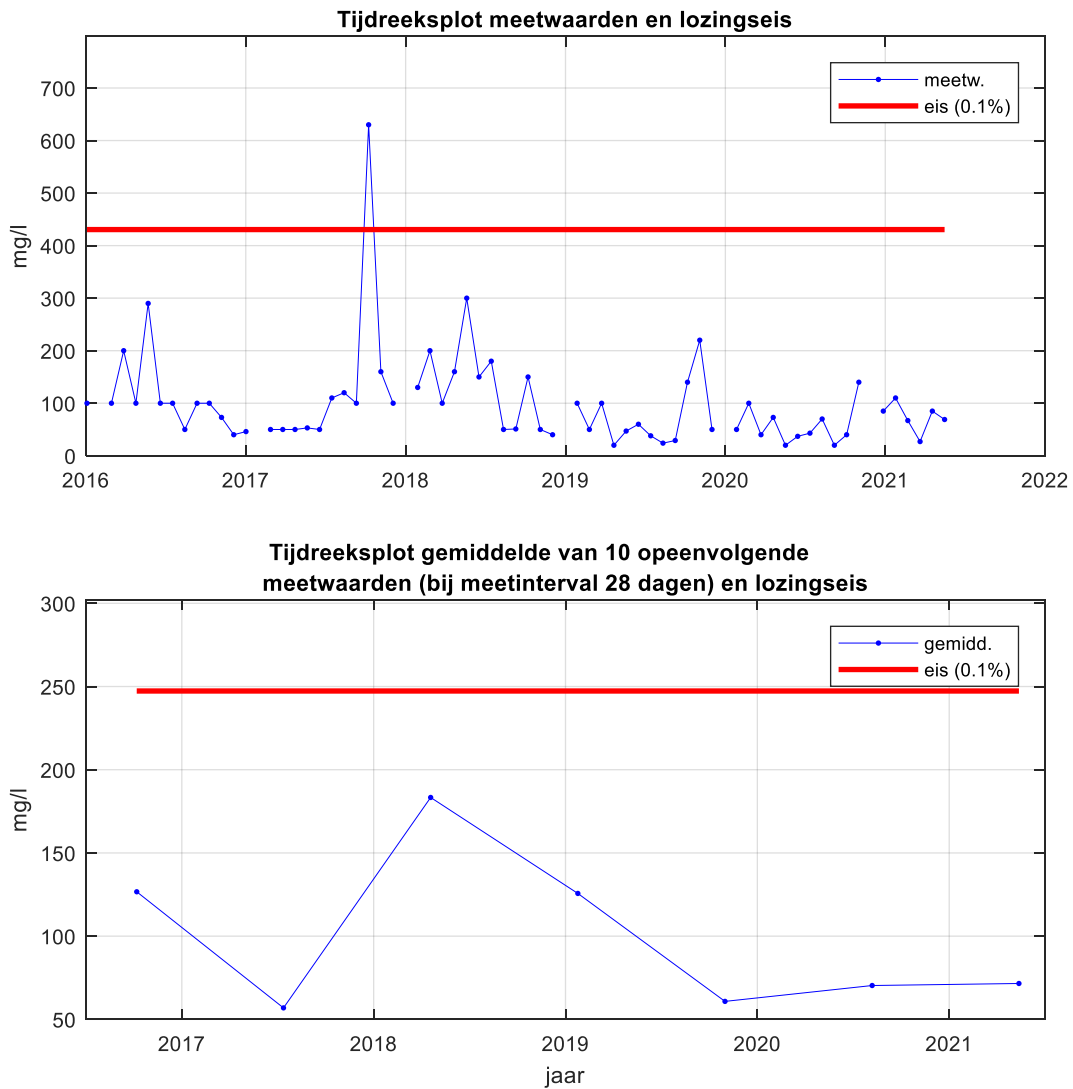 Tijdreeksplot meetwaarden en lozingseis
700
600
500
400
300
200
100
0
mg/l
meetw.
eis (0.1%)
2016 2017 2018 2019 2020 2021 2022
Tijdreeksplot gemiddelde van 10 opeenvolgende
meetwaarden (bij meetinterval 28 dagen) en lozingseis
300
250
200
150
100
50
mg/l
gemidd.
eis (0.1%)
2017 2018 2019 2020 2021
jaar